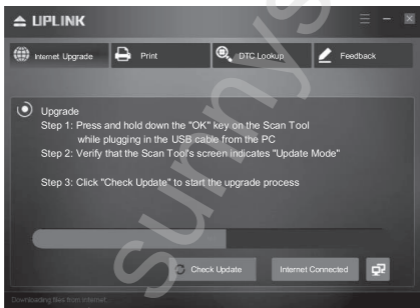 UPLINK
Internet Upgrade Print DTC Lookup Feedback
Upgrade
Step 1: Press and hold down the "OK" key on the Scan Tool
while plugging in the USB cable from the PC
Step 2: Verify that the Scan Tool's screen indicates "Update Mode"
Step 3: Click "Check Update" to start the upgrade process
Check Update Internet Connected
Downloading files from internet...
sunnys